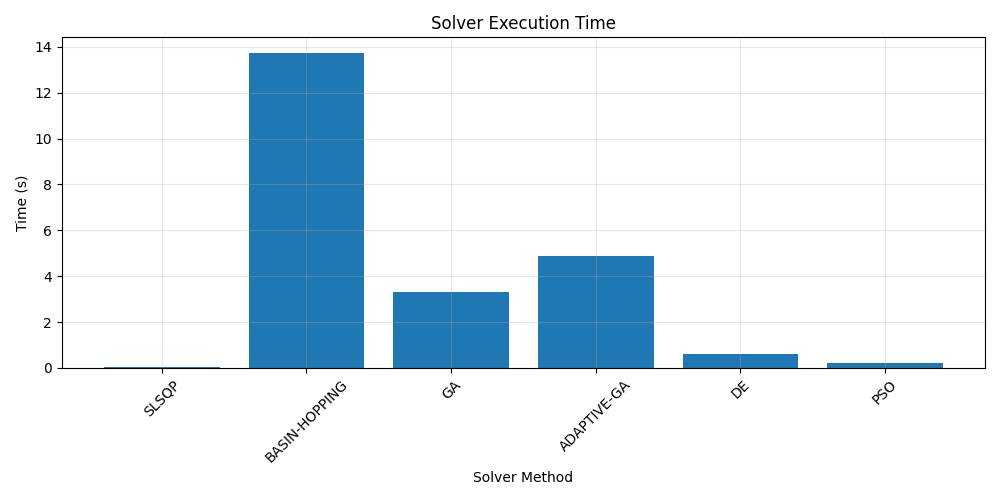 Solver Execution Time
Time (s)
14
12
10
8
6
4
2
0
SLSQP
BASIN-HOPPING
GA
ADAPTIVE-GA
DE
PSO
Solver Method